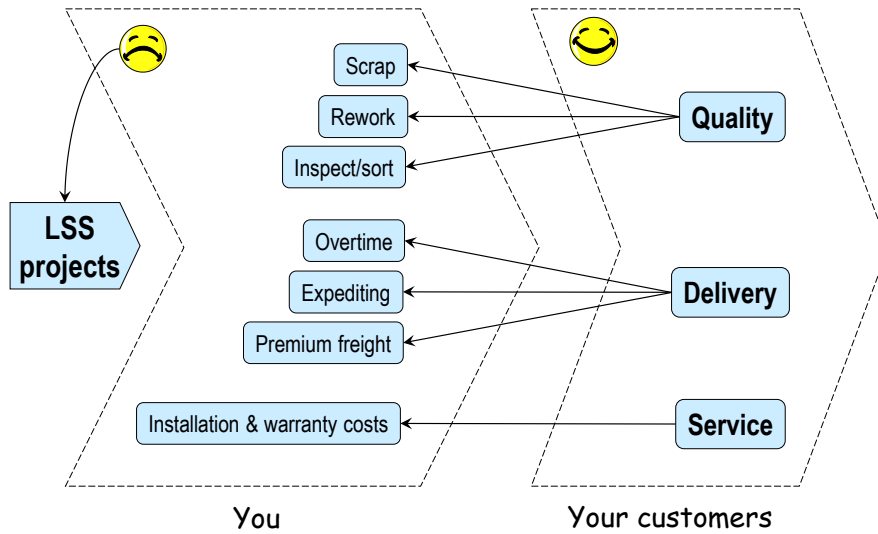 Scrap
Rework
Quality
Inspect/sort
LSS
projects
Overtime
Expediting
Delivery
Premium freight
Installation & warranty costs
Service
You
Your customers